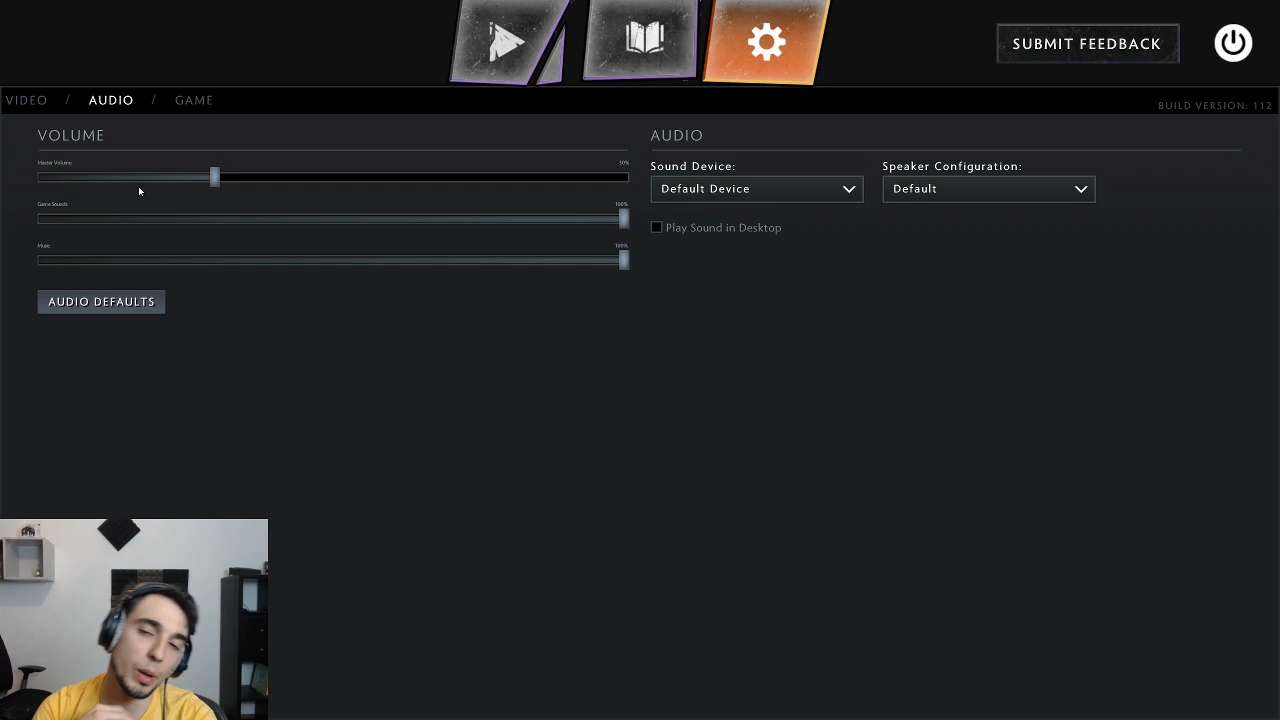 SUBMIT FEEDBACK
VIDEO / AUDIO / GAME
BUILD VERSION: 112
VOLUME
Master Volume 30%
Game Sounds 100%
Music 100%
AUDIO DEFAULTS
AUDIO
Sound Device: Speaker Configuration:
Default Device Default
Play Sound in Desktop